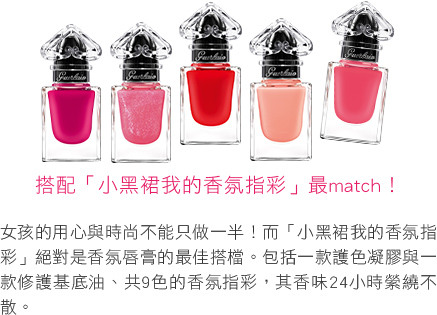 Guerlain Guerlain Guerlain Guerlain Guerlain
搭配「小黑裙我的香氛指彩」最match！
女孩的用心與時尚不能只做一半！而「小黑裙我的香氛指
彩」絕對是香氛唇膏的最佳搭檔。包括一款護色凝膠與一
款修護基底油、共9色的香氛指彩，其香味24小時縈繞不
散。